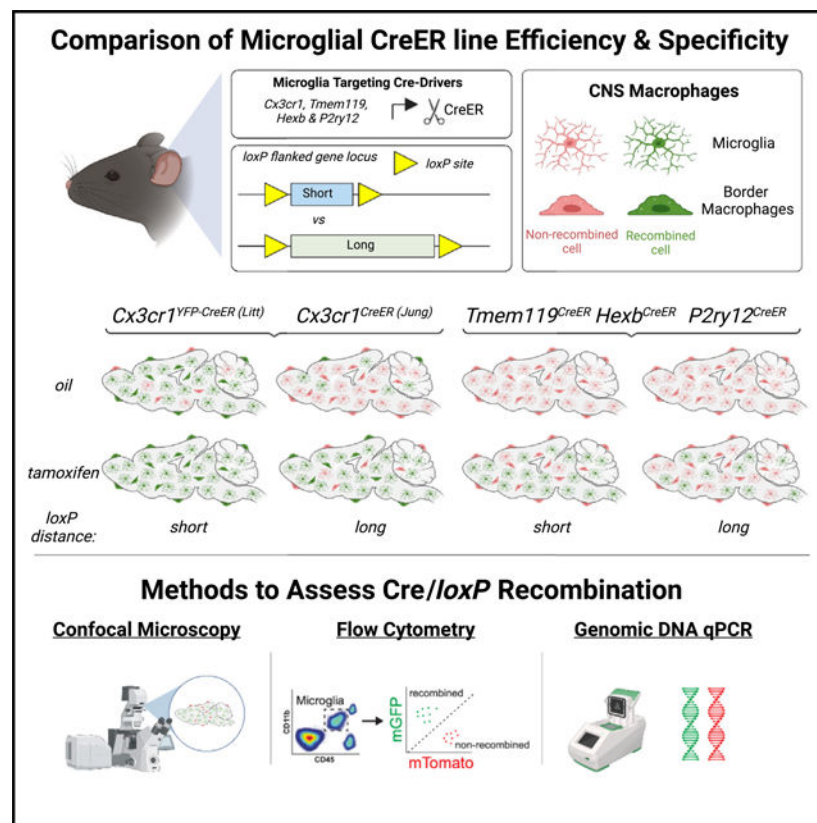 Comparison of Microglial CreER line Efficiency & Specificity
Microglia Targeting Cre-Drivers
Cx3cr1, Tmem119,
Hexb & P2ry12
CreER
loxP flanked gene locus
loxP site
Short
vs
Long
CNS Macrophages
Microglia
Border
Macrophages
Non-recombined
cell
Recombined
cell
Cx3cr1YFP-CreER (Litt)
Cx3cr1CreER (Jung)
Tmem119CreER HexbCreER P2ry12CreER
oil
tamoxifen
loxP
distance:
short
long
short
long
Methods to Assess Cre/loxP Recombination
Confocal Microscopy
Flow Cytometry
Genomic DNA qPCR
Microglia
CD11b
CD45
recombined
mGFP
non-recombined
mTomato